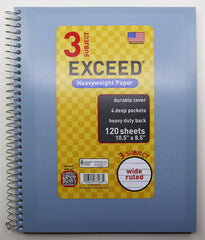 3 SUBJECT
EXCEED®
Heavyweight Paper
durable cover
4 deep pockets
heavy duty back
120 sheets
10.5" x 8.5"
3 SUBJECT
wide
ruled